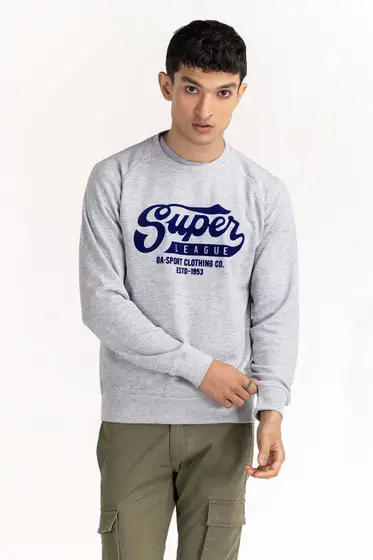 Super
LEAGUE
GA-SPORT CLOTHING CO.
ESTD-1953